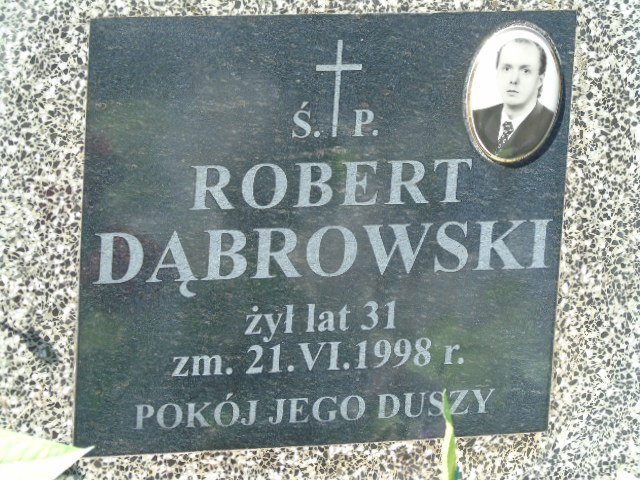 Ś. P.
ROBERT
DĄBROWSKI
żył lat 31
zm. 21.VI.1998 r.
POKÓJ JEGO DUSZY